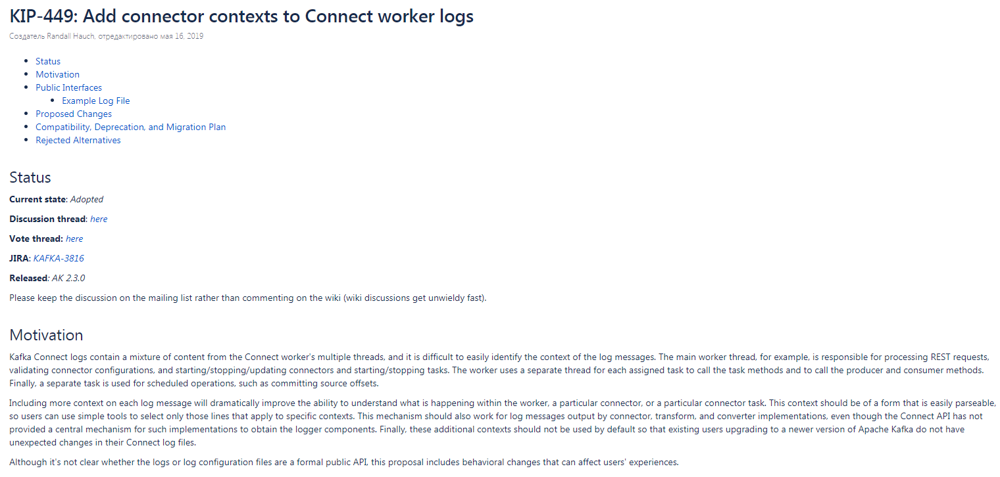 KIP-449: Add connector contexts to Connect worker logs
Создатель Randall Hauch, отредактировано мая 16, 2019
Status
Motivation
Public Interfaces
Example Log File
Proposed Changes
Compatibility, Deprecation, and Migration Plan
Rejected Alternatives
Status
Current state: Adopted
Discussion thread: here
Vote thread: here
JIRA: KAFKA-3816
Released: AK 2.3.0
Please keep the discussion on the mailing list rather than commenting on the wiki (wiki discussions get unwieldy fast).
Motivation
Kafka Connect logs contain a mixture of content from the Connect worker's multiple threads, and it is difficult to easily identify the context of the log messages. The main worker thread, for example, is responsible for processing REST requests,
validating connector configurations, and starting/stopping/updating connectors and starting/stopping tasks. The worker uses a separate thread for each assigned task to call the task methods and to call the producer and consumer methods.
Finally, a separate task is used for scheduled operations, such as committing source offsets.
Including more context on each log message will dramatically improve the ability to understand what is happening within the worker, a particular connector, or a particular connector task. This context should be of a form that is easily parseable,
so users can use simple tools to select only those lines that apply to specific contexts. This mechanism should also work for log messages output by connector, transform, and converter implementations, even though the Connect API has not
provided a central mechanism for such implementations to obtain the logger components. Finally, these additional contexts should not be used by default so that existing users upgrading to a newer version of Apache Kafka do not have
unexpected changes in their Connect log files.
Although it's not clear whether the logs or log configuration files are a formal public API, this proposal includes behavioral changes that can affect users' experiences.